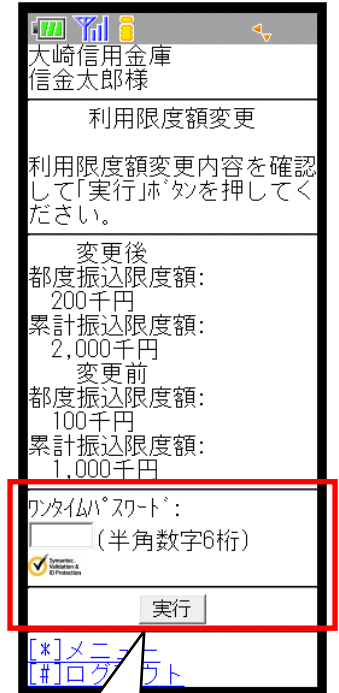 大崎信用金庫
信金太郎様
利用限度額変更
利用限度額変更内容を確認
して｢実行｣ﾎﾞﾀﾝを押してく
ださい。
変更後
都度振込限度額:
200千円
累計振込限度額:
2,000千円
変更前
都度振込限度額:
100千円
累計振込限度額:
1,000千円
ﾜﾝﾀｲﾑﾊﾟｽﾜｰﾄﾞ:
(半角数字6桁)
Symantec.
Validation &
ID Protection
実行
[*]メニュー
[#]ログアウト